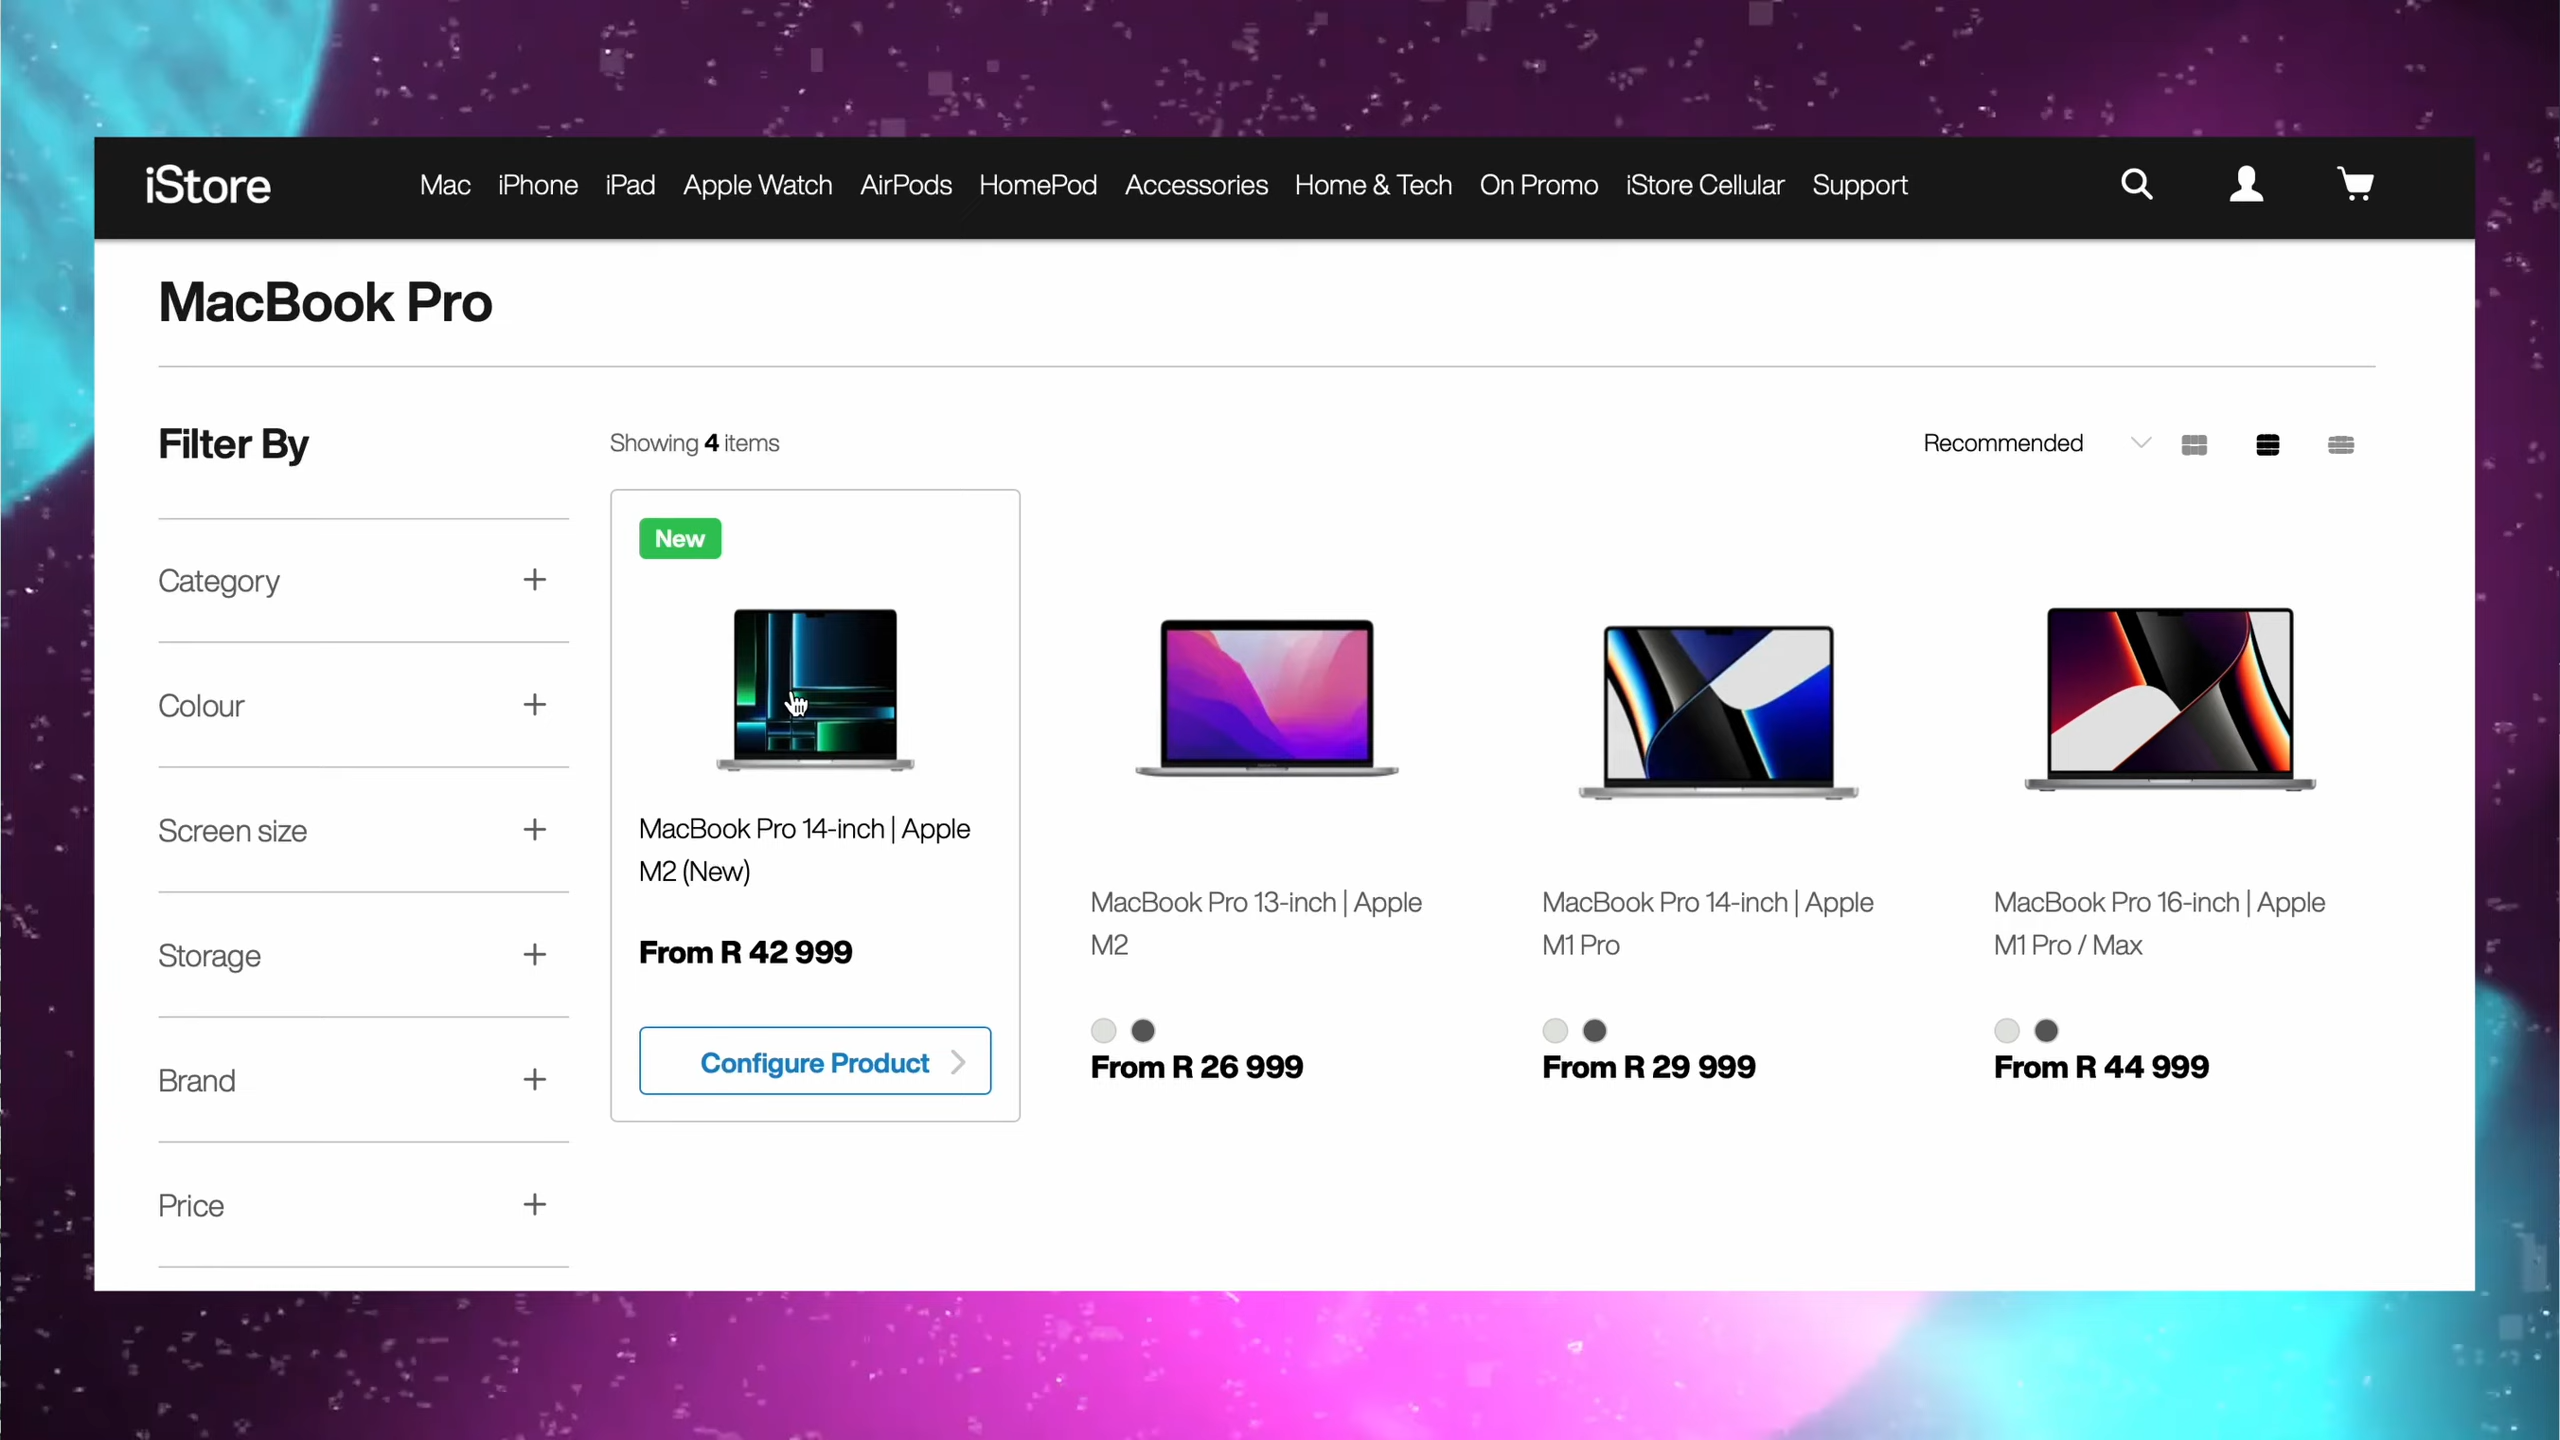 iStore
Mac
iPhone
iPad
Apple Watch
AirPods
HomePod
Accessories
Home & Tech
On Promo
iStore Cellular
Support
MacBook Pro
Filter By
Category
Colour
Screen size
Storage
Brand
Price
Showing 4 items
Recommended
New
MacBook Pro 14-inch | Apple
M2 (New)
From R 42 999
Configure Product
MacBook Pro 13-inch | Apple
M2
From R 26 999
MacBook Pro 14-inch | Apple
M1 Pro
From R 29 999
MacBook Pro 16-inch | Apple
M1 Pro / Max
From R 44 999